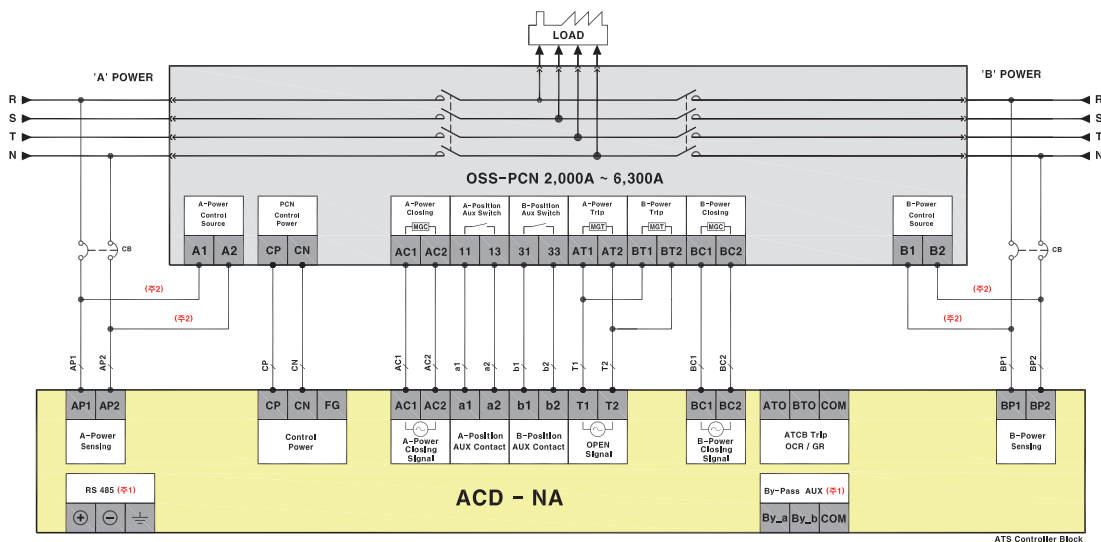 LOAD
'A' POWER
'B' POWER
R
R
S
S
T
T
N
N
OSS-PCN 2,000A ~ 6,300A
A-Power
Control
Source
PCN
Control
Power
A-Power
Closing
MGC
A-Position
Aux Switch
B-Position
Aux Switch
A-Power
Trip
MGT
B-Power
Trip
MGT
B-Power
Closing
MGC
B-Power
Control
Source
A1 A2
CP CN
AC1 AC2 11 13 31 33 AT1 AT2 BT1 BT2 BC1 BC2
B1 B2
CB
CB
(주2)
(주2)
(주2)
(주2)
AP1
AP2
CP
CN
AC1
AC2
a1
a2
b1
b2
T1
T2
BC1
BC2
BP1
BP2
AP1 AP2
CP CN FG
AC1 AC2 a1 a2 b1 b2 T1 T2
BC1 BC2
ATO BTO COM
BP1 BP2
A-Power
Sensing
Control
Power
A-Power
Closing
Signal
A-Position
AUX Contact
B-Position
AUX Contact
OPEN
Signal
B-Power
Closing
Signal
ATCB Trip
OCR / GR
B-Power
Sensing
RS 485 (주1)
ACD - NA
By-Pass AUX (주1)
By_a By_b COM
ATS Controller Block